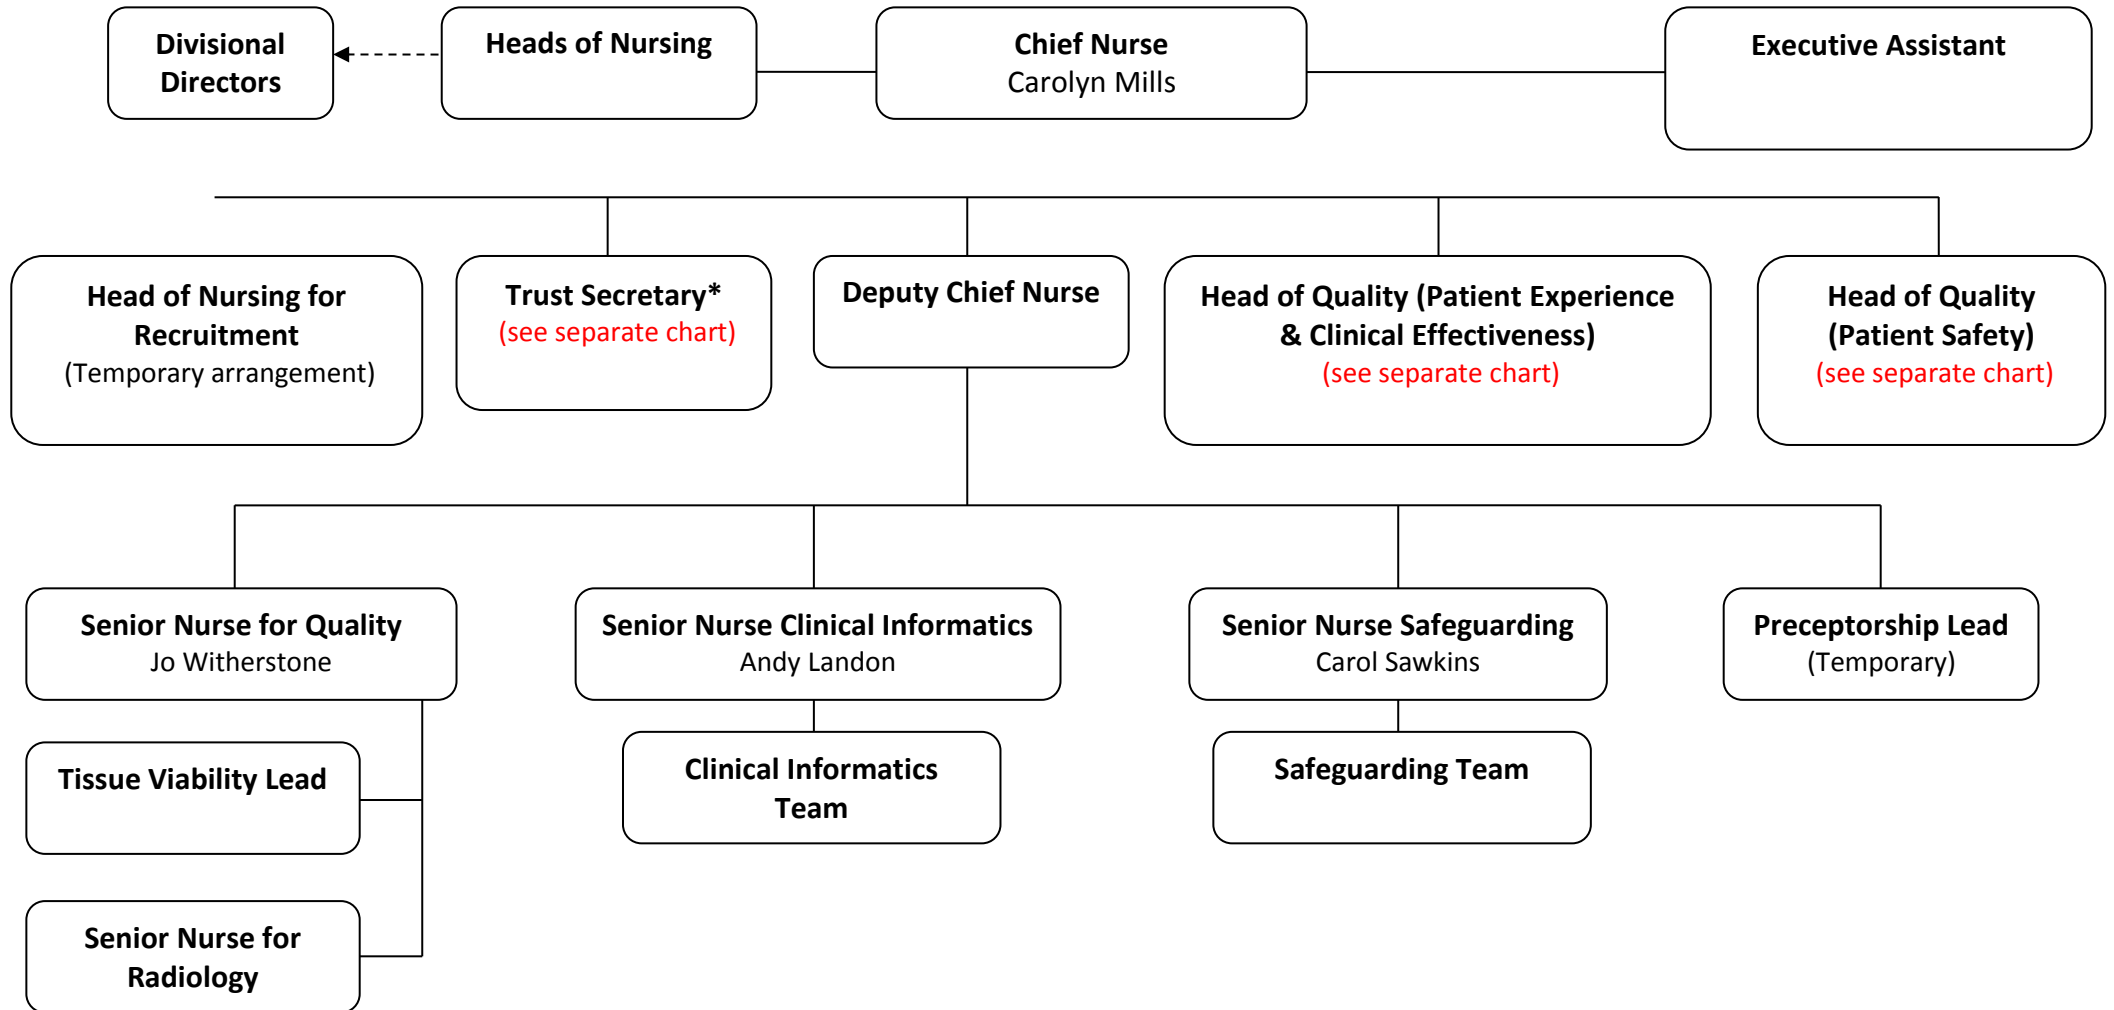 Divisional
Directors
Heads of Nursing
Chief Nurse
Carolyn Mills
Executive Assistant
Head of Nursing for
Recruitment
(Temporary arrangement)
Trust Secretary*
(see separate chart)
Deputy Chief Nurse
Head of Quality (Patient Experience
& Clinical Effectiveness)
(see separate chart)
Head of Quality
(Patient Safety)
(see separate chart)
Senior Nurse for Quality
Jo Witherstone
Senior Nurse Clinical Informatics
Andy Landon
Senior Nurse Safeguarding
Carol Sawkins
Preceptorship Lead
(Temporary)
Tissue Viability Lead
Clinical Informatics
Team
Safeguarding Team
Senior Nurse for
Radiology